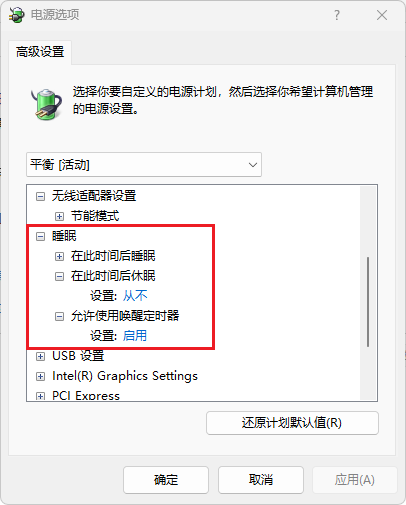 电源选项
?
高级设置
选择你要自定义的电源计划，然后选择你希望计算机管理
的电源设置。
平衡 [活动]
无线适配器设置
节能模式
睡眠
在此时间后睡眠
在此时间后休眠
设置: 从不
允许使用唤醒定时器
设置: 启用
USB 设置
Intel(R) Graphics Settings
PCI Express
还原计划默认值(R)
确定
取消
应用(A)